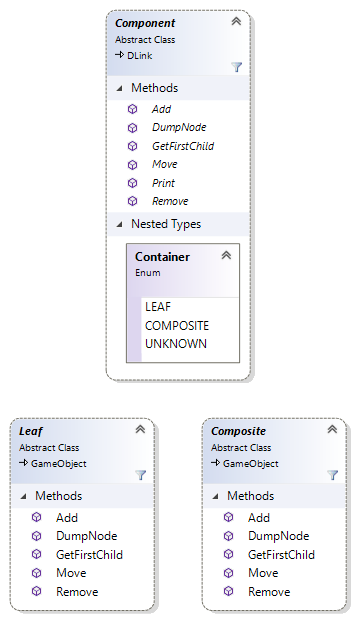 Component
Abstract Class
DLink
Methods
Add
DumpNode
GetFirstChild
Move
Print
Remove
Nested Types
Container
Enum
LEAF
COMPOSITE
UNKNOWN
Leaf
Abstract Class
GameObject
Methods
Add
DumpNode
GetFirstChild
Move
Remove
Composite
Abstract Class
GameObject
Methods
Add
DumpNode
GetFirstChild
Move
Remove